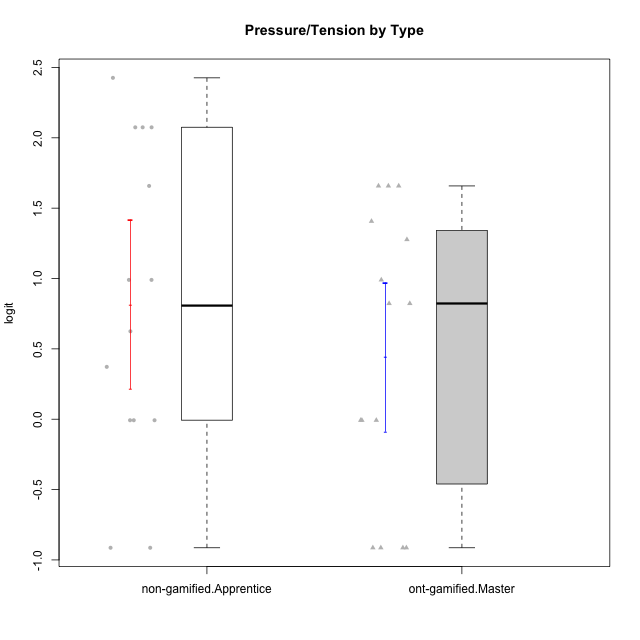 Pressure/Tension by Type
logit
2.5
2.0
1.5
1.0
0.5
0.0
-0.5
-1.0
non-gamified.Apprentice
ont-gamified.Master